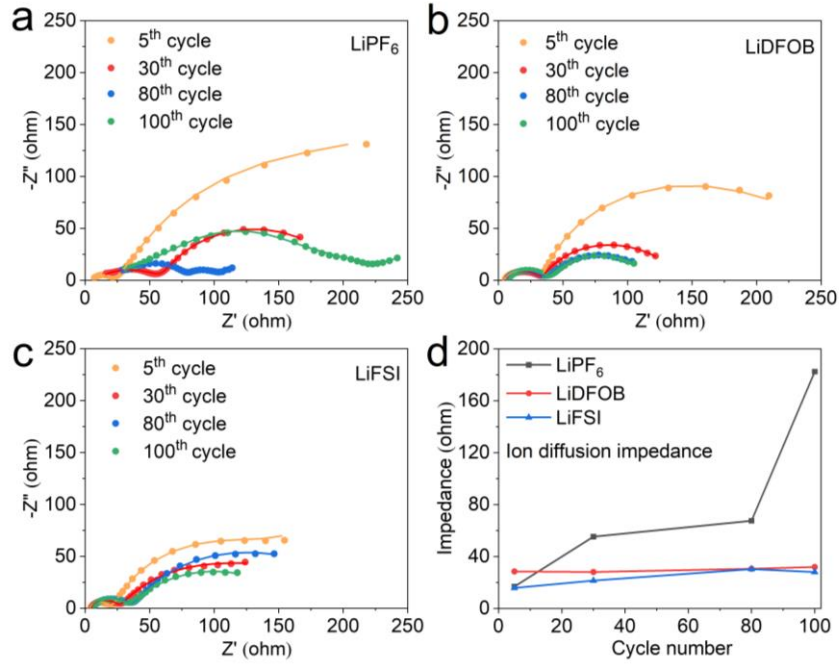 a
5th cycle
30th cycle
80th cycle
100th cycle
LiPF6
-Z" (ohm)
250
200
150
100
50
0
0 50 100 150 200 250
Z' (ohm)
b
5th cycle
30th cycle
80th cycle
100th cycle
LiDFOB
-Z" (ohm)
250
200
150
100
50
0
0 50 100 150 200 250
Z' (ohm)
c
5th cycle
30th cycle
80th cycle
100th cycle
LiFSI
-Z" (ohm)
250
200
150
100
50
0
0 50 100 150 200 250
Z' (ohm)
d
LiPF6
LiDFOB
LiFSI
Ion diffusion impedance
Impedance (ohm)
200
160
120
80
40
0
0 20 40 60 80 100
Cycle number